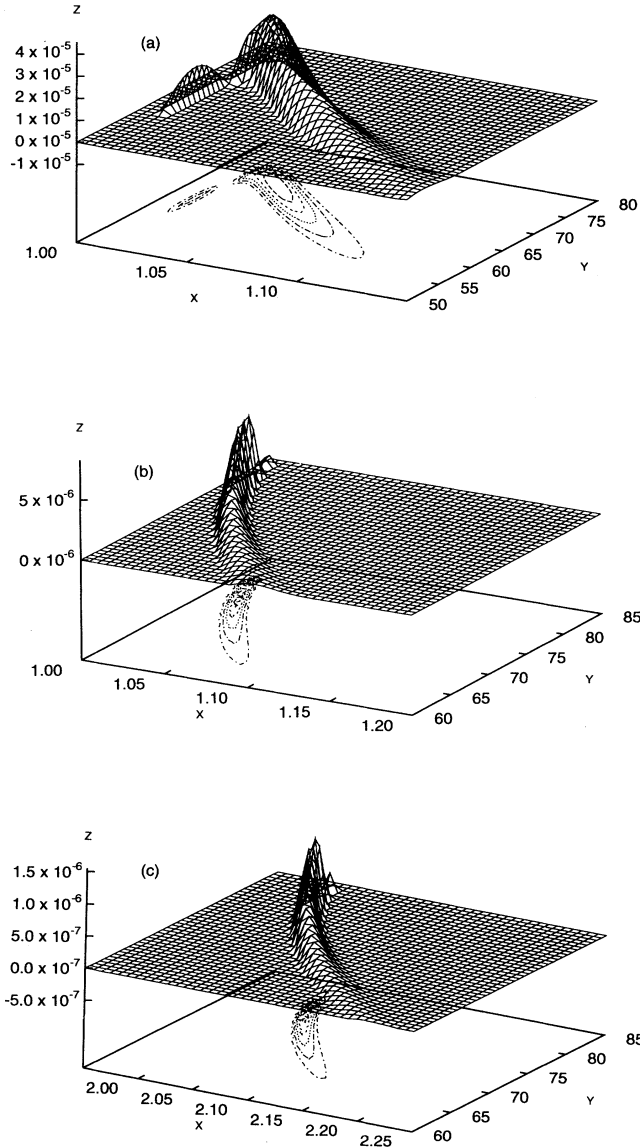 Z
(a)
4 x 10-5
3 x 10-5
2 x 10-5
1 x 10-5
0 x 10-5
-1 x 10-5
80
75
70
65
60
55
50
Y
1.00
1.05
1.10
X
Z
(b)
5 x 10-6
0 x 10-6
85
80
75
70
65
60
Y
1.00
1.05
1.10
1.15
1.20
X
Z
(c)
1.5 x 10-6
1.0 x 10-6
5.0 x 10-7
0.0 x 10-7
-5.0 x 10-7
85
80
75
70
65
60
Y
2.00
2.05
2.10
2.15
2.20
2.25
X